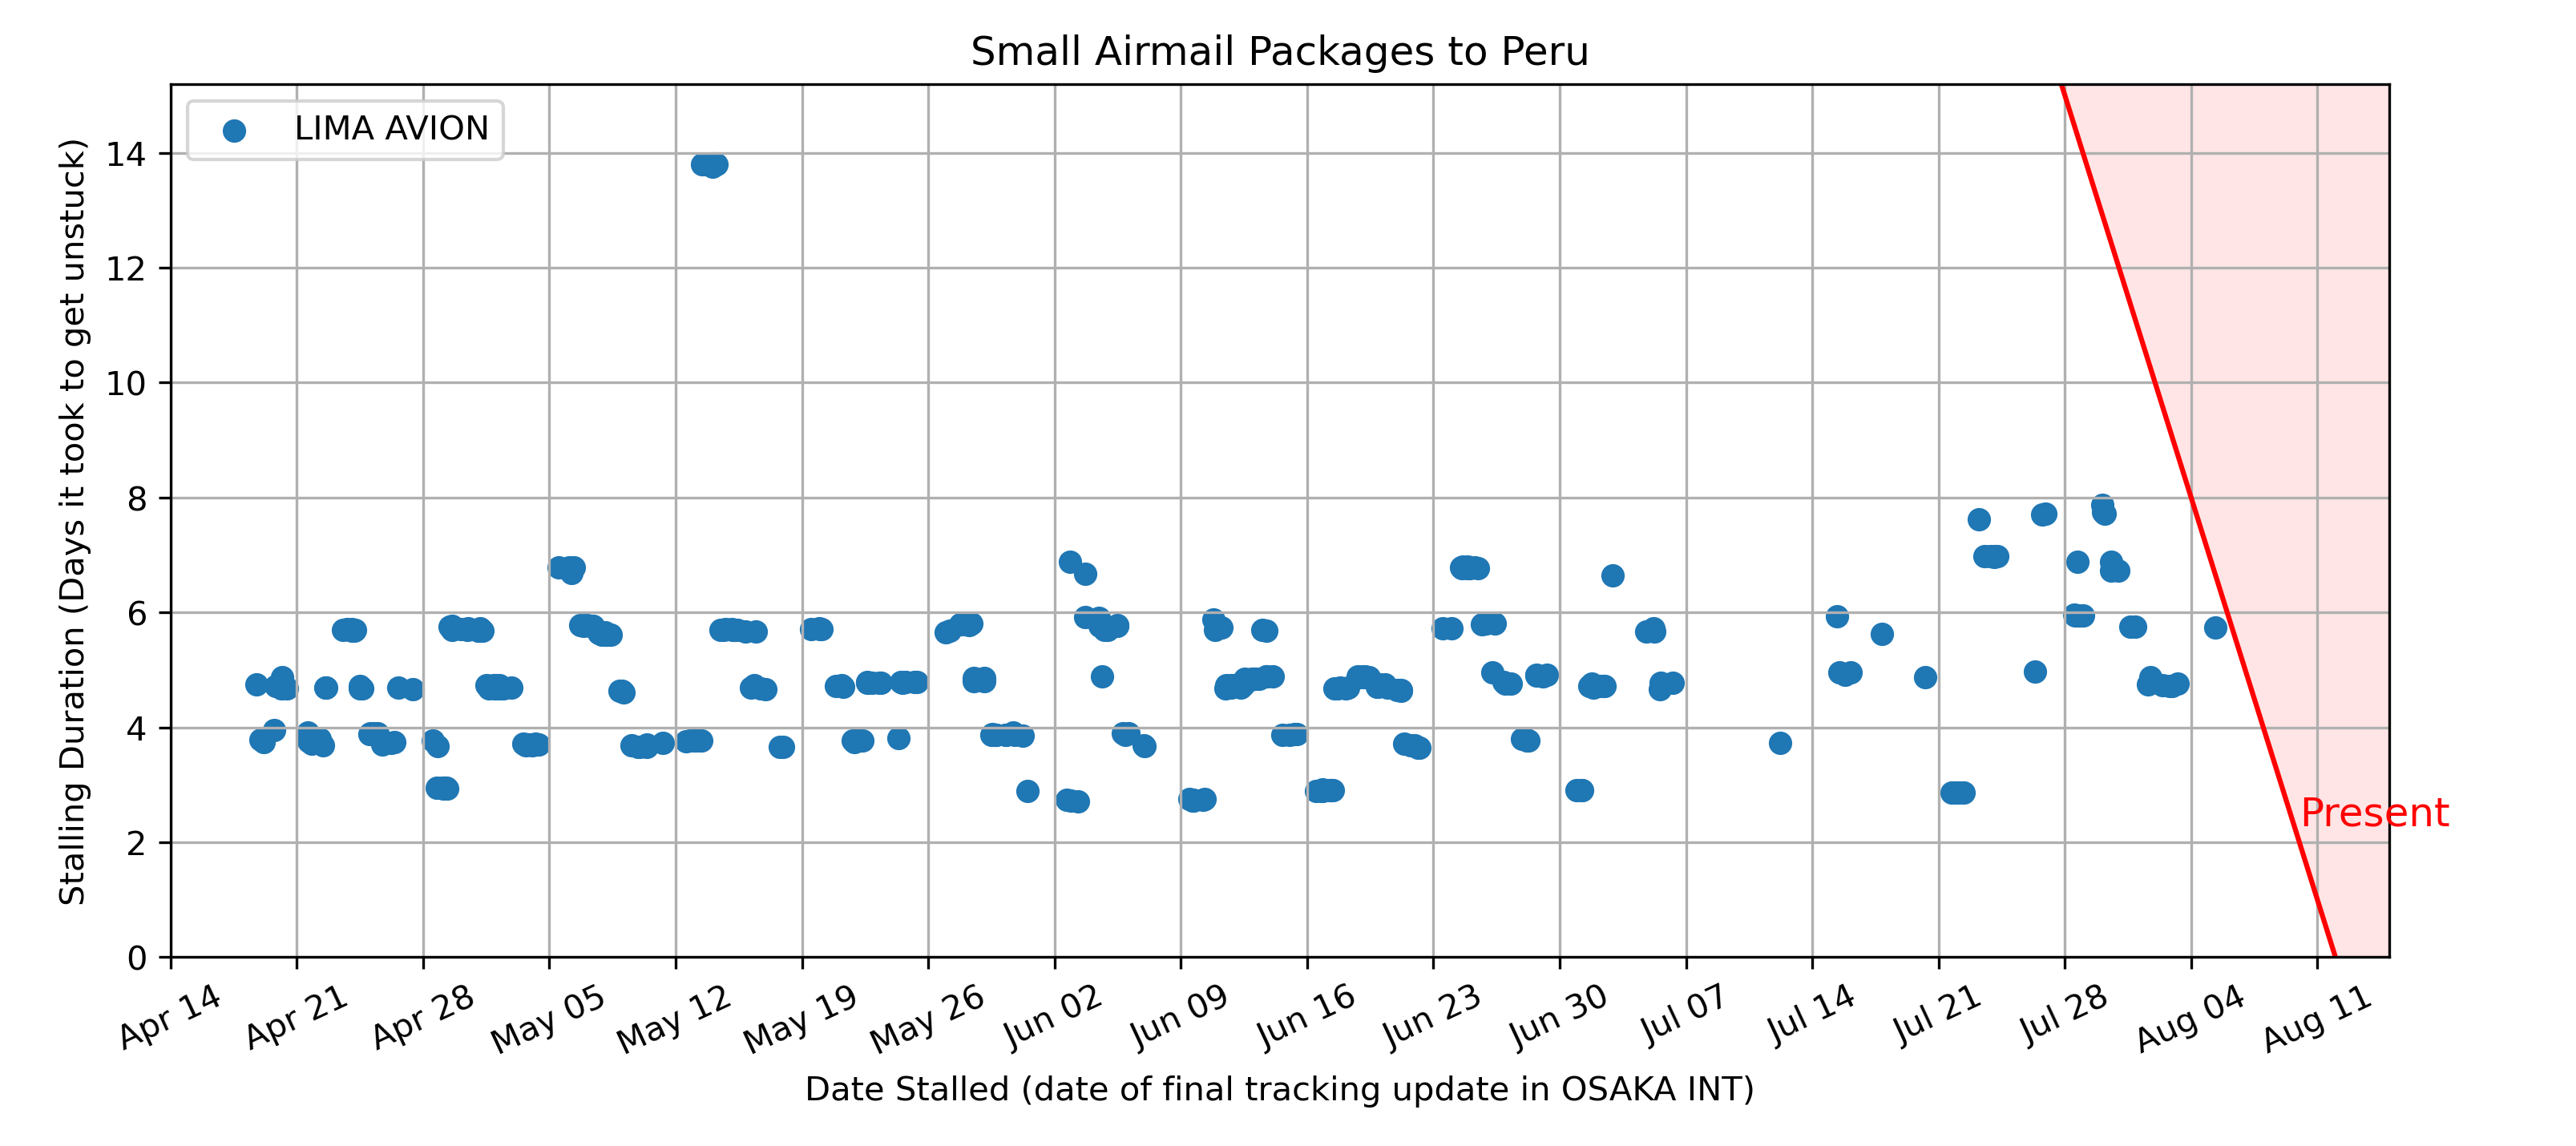 Small Airmail Packages to Peru
LIMA AVION
Stalling Duration (Days it took to get unstuck)
14
12
10
8
6
4
2
0
Present
Apr 14
Apr 21
Apr 28
May 05
May 12
May 19
May 26
Jun 02
Jun 09
Jun 16
Jun 23
Jun 30
Jul 07
Jul 14
Jul 21
Jul 28
Aug 04
Aug 11
Date Stalled (date of final tracking update in OSAKA INT)